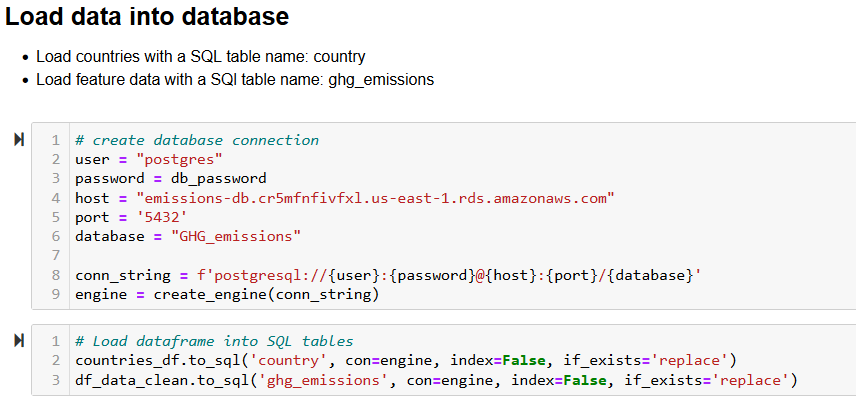 Load data into database
• Load countries with a SQL table name: country
• Load feature data with a SQl table name: ghg_emissions
1 # create database connection
2 user = "postgres"
3 password = db_password
4 host = "emissions-db.cr5mfnfivfxl.us-east-1.rds.amazonaws.com"
5 port = '5432'
6 database = "GHG_emissions"
7
8 conn_string = f'postgresql://{user}:{password}@{host}:{port}/{database}'
9 engine = create_engine(conn_string)
1 # Load dataframe into SQL tables
2 countries_df.to_sql('country', con=engine, index=False, if_exists='replace')
3 df_data_clean.to_sql('ghg_emissions', con=engine, index=False, if_exists='replace')